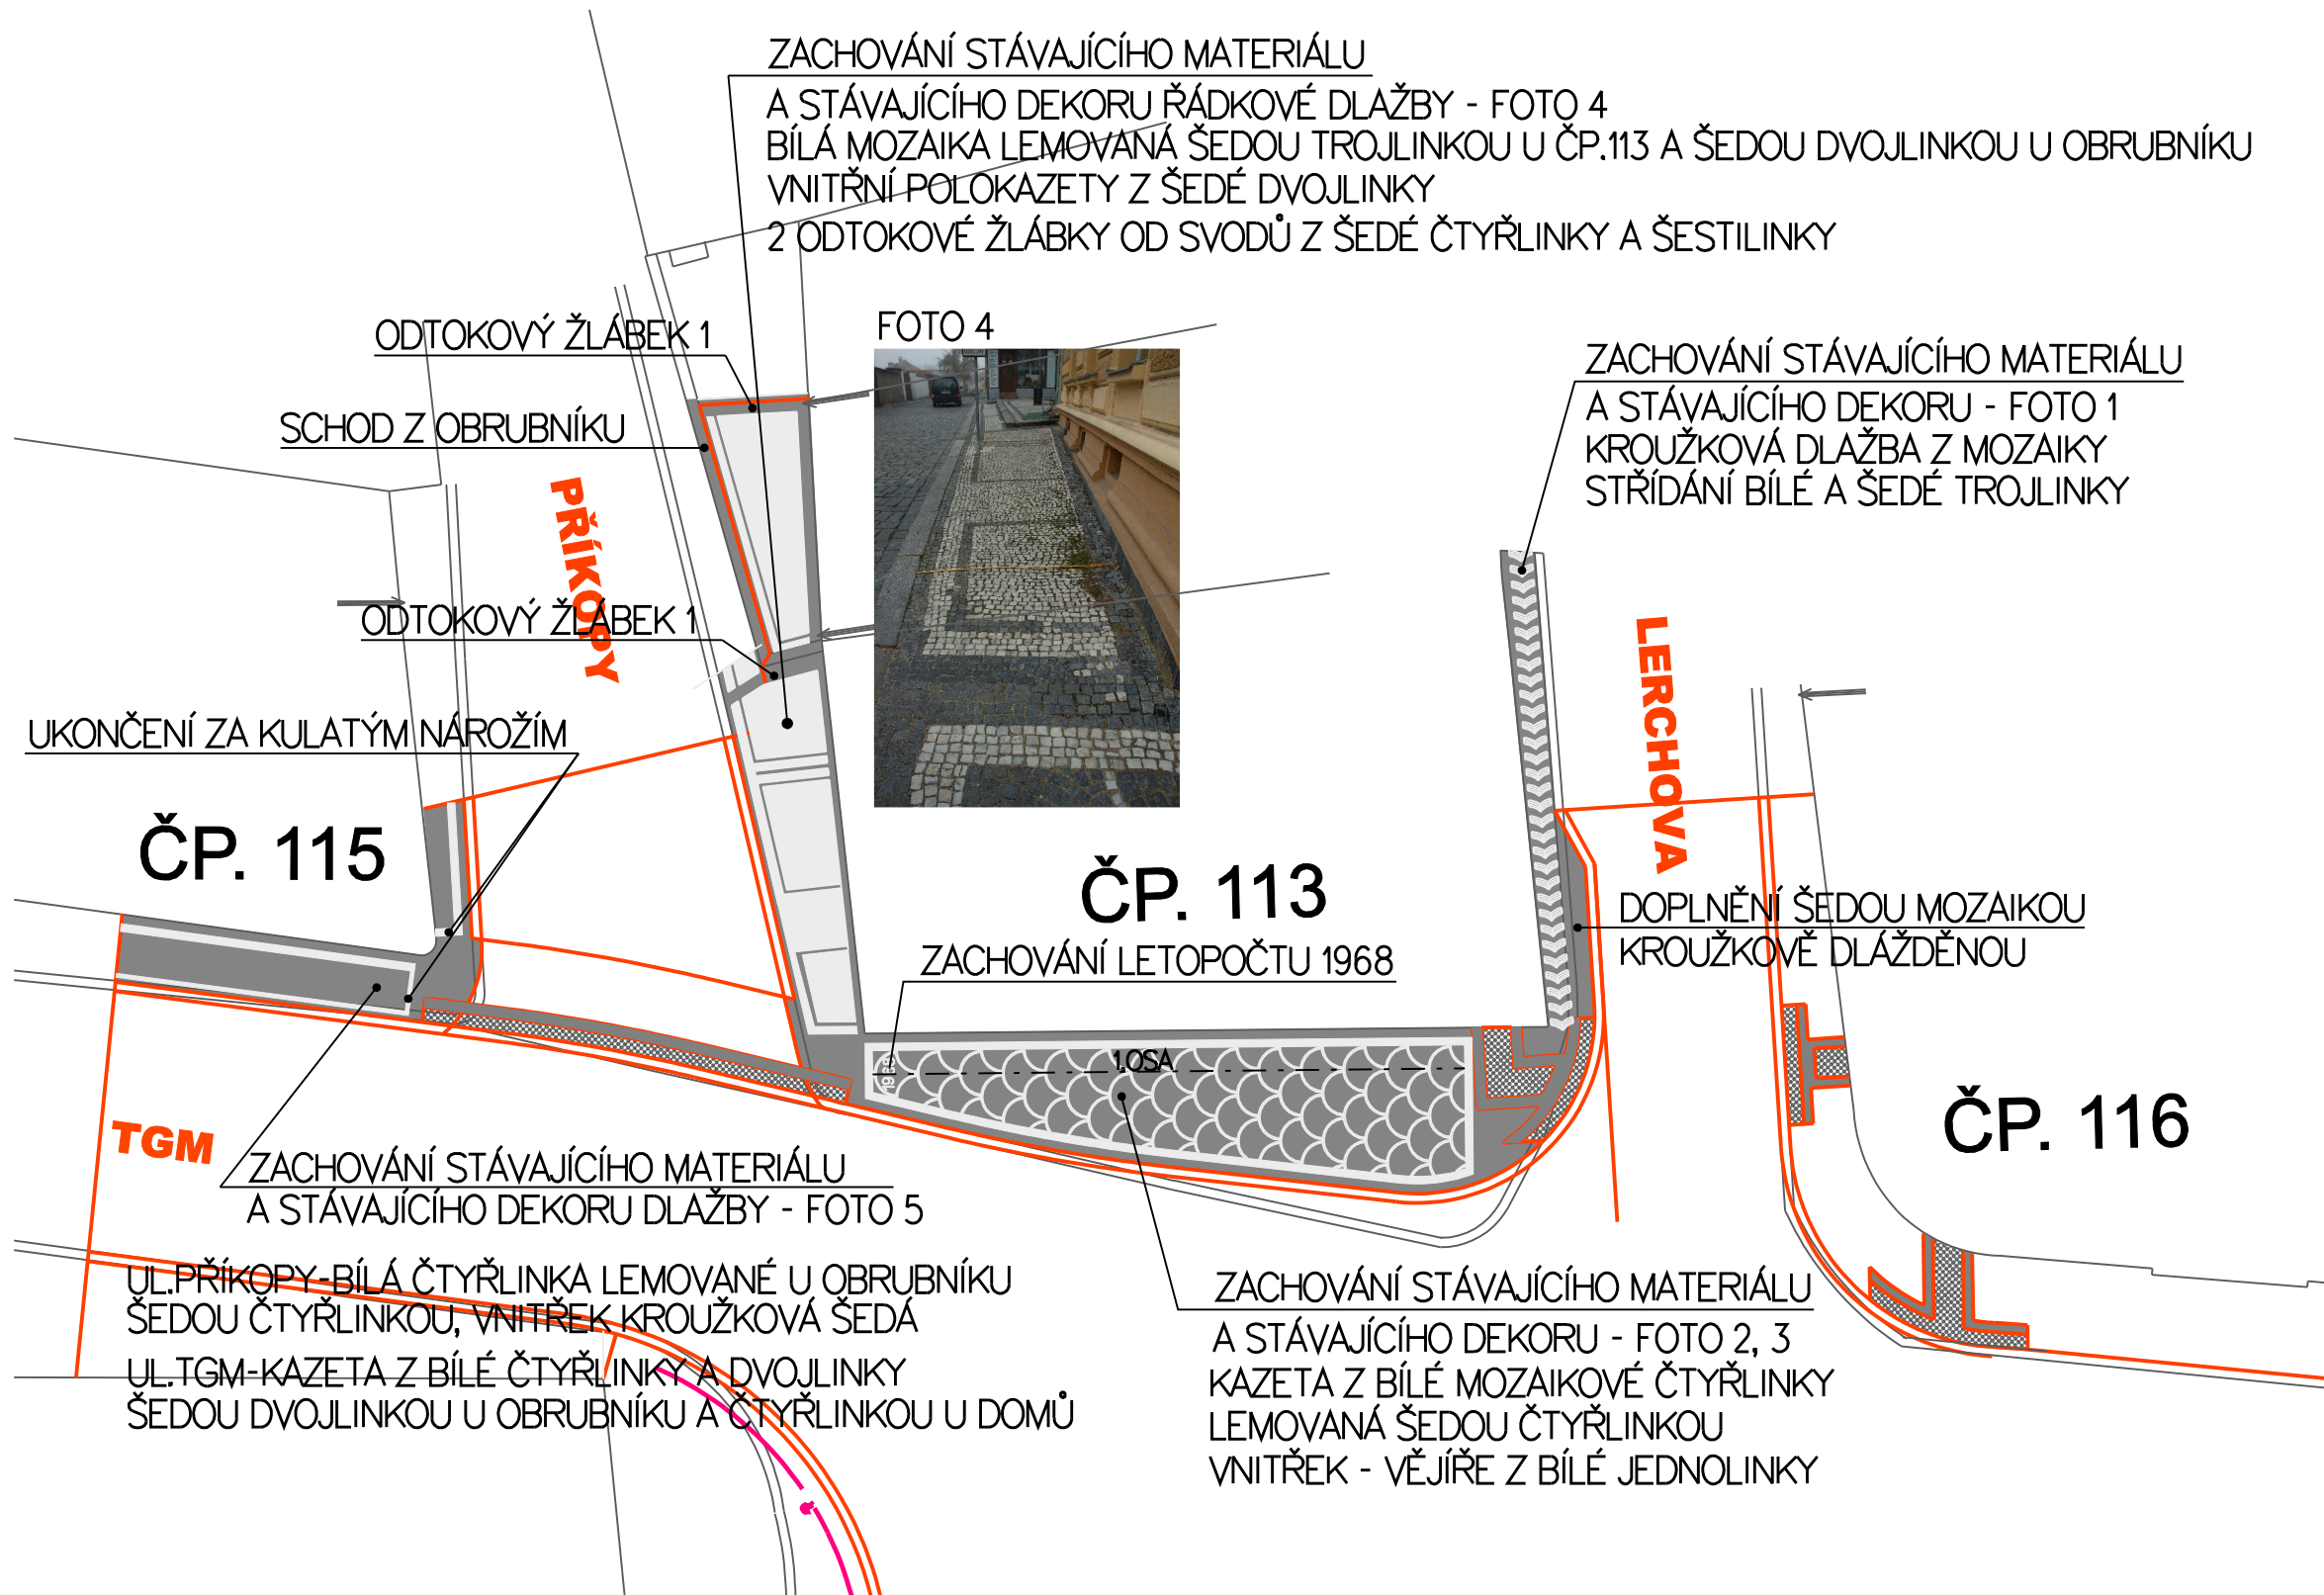 ZACHOVÁNÍ STÁVAJÍCÍHO MATERIÁLU
A STÁVAJÍCÍHO DEKORU ŘÁDKOVÉ DLAŽBY - FOTO 4
BÍLÁ MOZAIKA LEMOVANÁ ŠEDOU TROJLINKOU U ČP.113 A ŠEDOU DVOJLINKOU U OBRUBNÍKU
VNITŘNÍ POLOKAZETY Z ŠEDÉ DVOJLINKY
2 ODTOKOVÉ ŽLÁBKY OD SVODŮ Z ŠEDÉ ČTYŘLINKY A ŠESTILINKY
ODTOKOVÝ ŽLÁBEK 1
FOTO 4
SCHOD Z OBRUBNÍKU
ZACHOVÁNÍ STÁVAJÍCÍHO MATERIÁLU
A STÁVAJÍCÍHO DEKORU - FOTO 1
KROUŽKOVÁ DLAŽBA Z MOZAIKY
STŘÍDÁNÍ BÍLÉ A ŠEDÉ TROJLINKY
PŘÍKOPY
ODTOKOVÝ ŽLÁBEK 1
LERCHOVA
UKONČENÍ ZA KULATÝM NÁROŽÍM
ČP. 115
ČP. 113
DOPLNĚNÍ ŠEDOU MOZAIKOU
KROUŽKOVĚ DLÁŽDĚNOU
ZACHOVÁNÍ LETOPOČTU 1968
1968
1.OSA
ČP. 116
TGM
ZACHOVÁNÍ STÁVAJÍCÍHO MATERIÁLU
A STÁVAJÍCÍHO DEKORU DLAŽBY - FOTO 5
UL.PŘÍKOPY-BÍLÁ ČTYŘLINKA LEMOVANÉ U OBRUBNÍKU
ŠEDOU ČTYŘLINKOU, VNITŘEK KROUŽKOVÁ ŠEDÁ
UL.TGM-KAZETA Z BÍLÉ ČTYŘLINKY A DVOJLINKY
ŠEDOU DVOJLINKOU U OBRUBNÍKU A ČTYŘLINKOU U DOMŮ
ZACHOVÁNÍ STÁVAJÍCÍHO MATERIÁLU
A STÁVAJÍCÍHO DEKORU - FOTO 2, 3
KAZETA Z BÍLÉ MOZAIKOVÉ ČTYŘLINKY
LEMOVANÁ ŠEDOU ČTYŘLINKOU
VNITŘEK - VĚJÍŘE Z BÍLÉ JEDNOLINKY